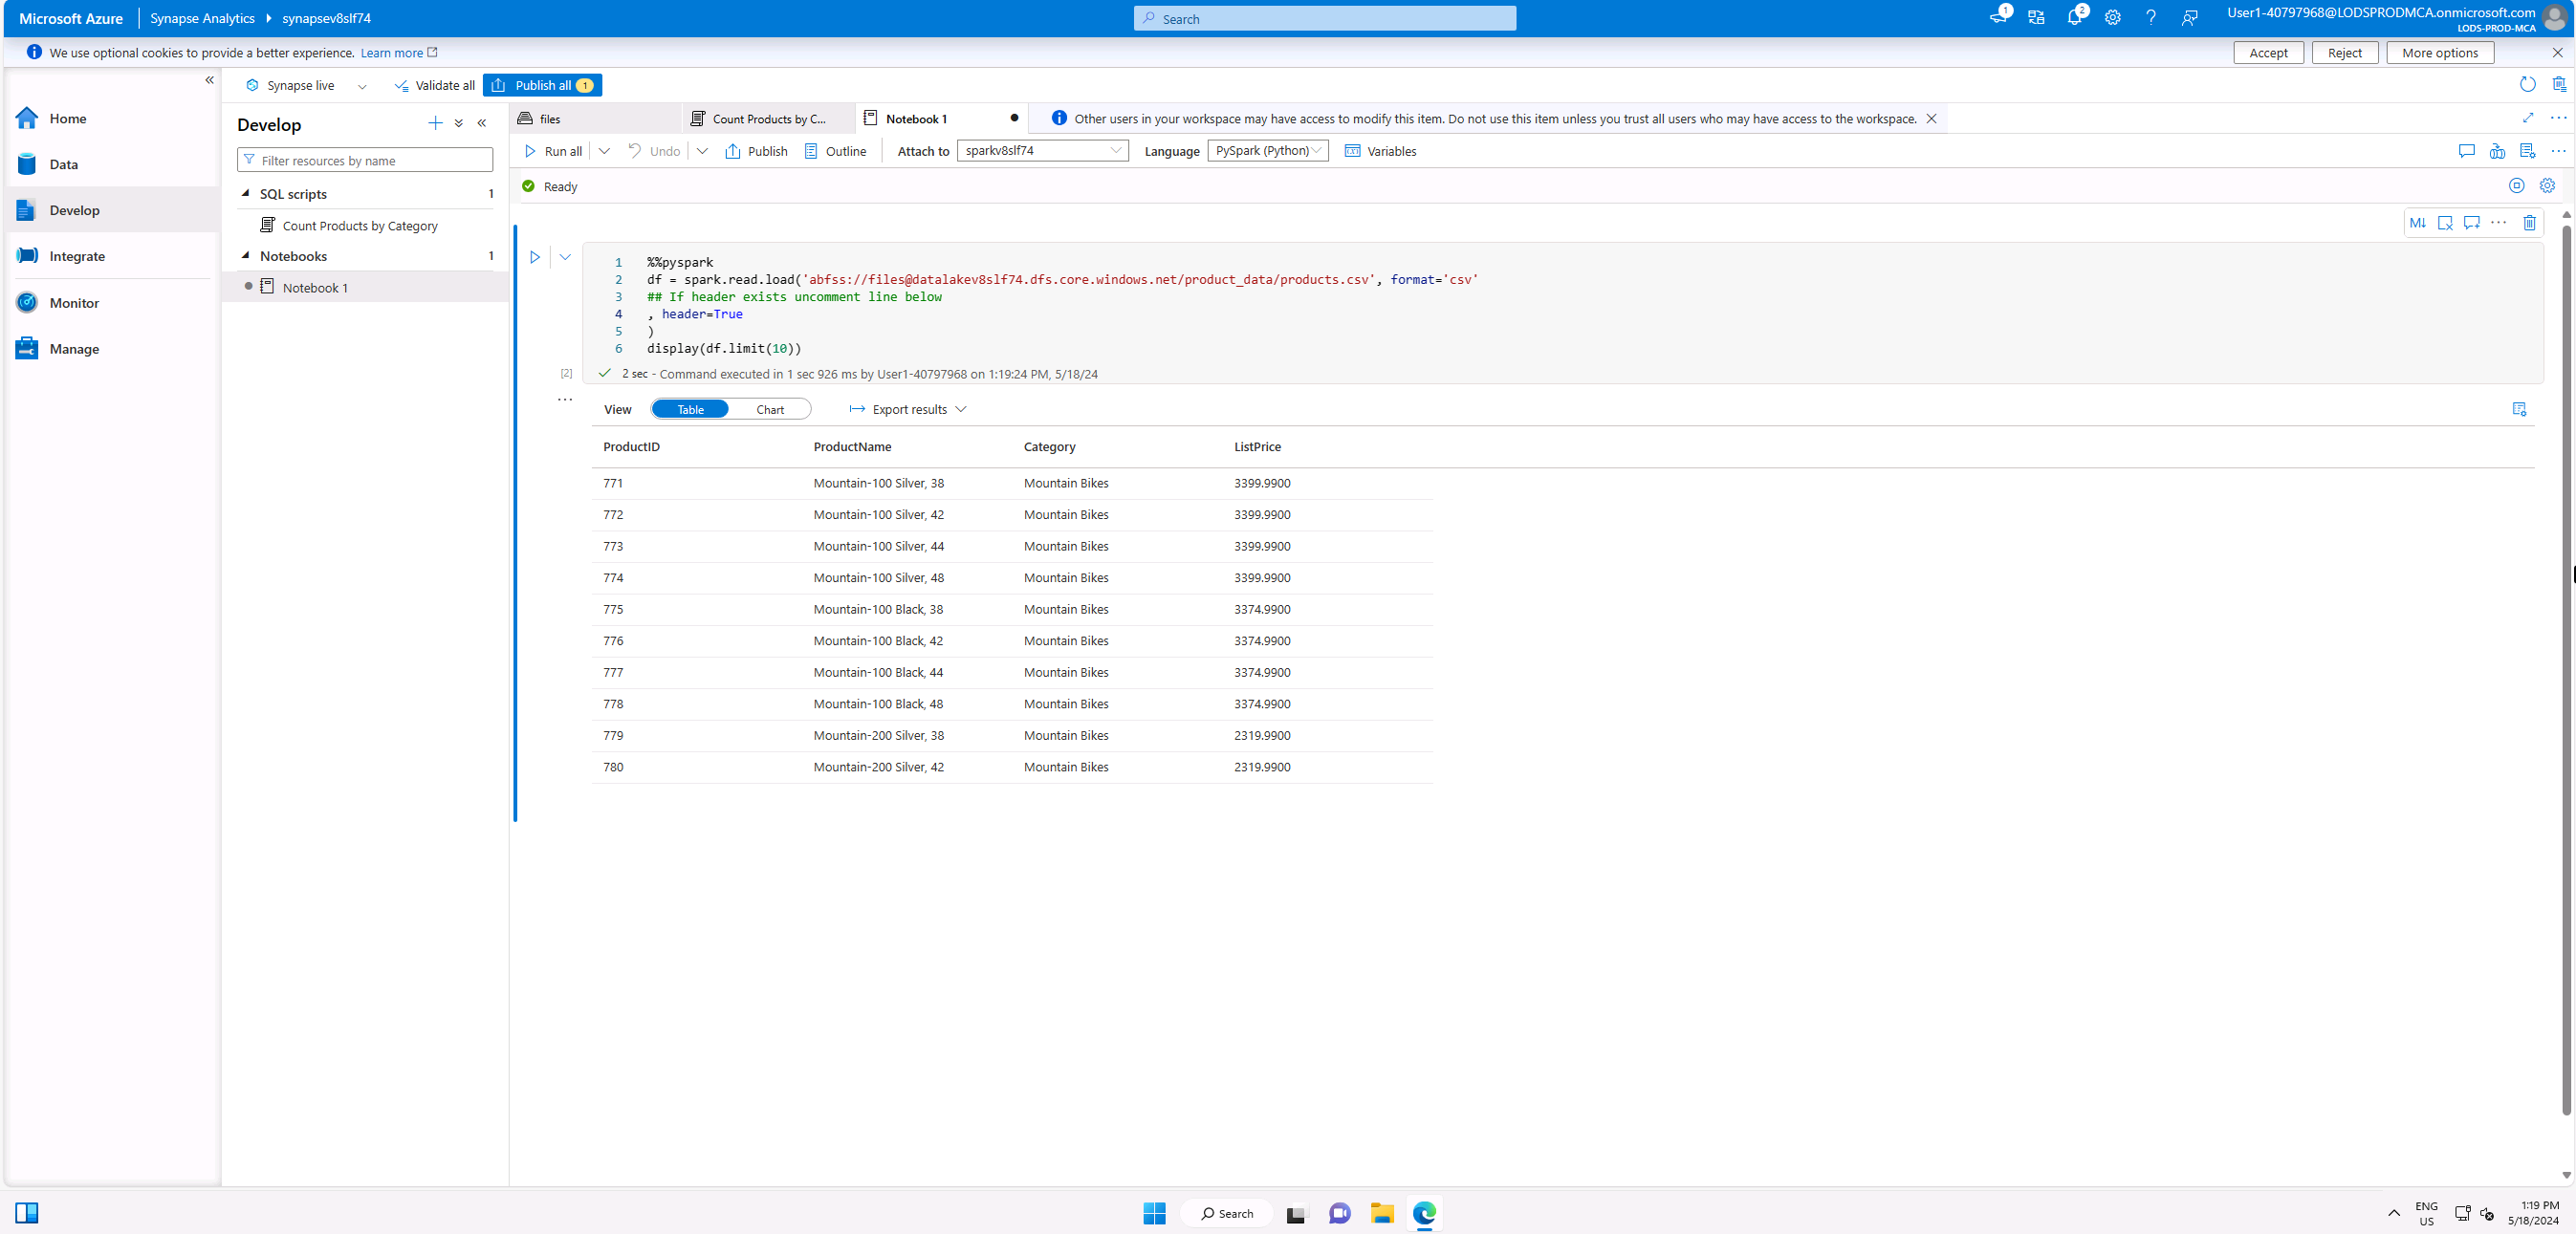 Microsoft Azure Synapse Analytics synapsev8slf74 Search 1 2 User1-40797968@LODSPRODMCA.onmicrosoft.com
LODS-PROD-MCA
We use optional cookies to provide a better experience. Learn more Accept Reject More options
Synapse live Validate all Publish all 1
Home
Data
Develop
Integrate
Monitor
Manage
Develop
Filter resources by name
SQL scripts 1
Count Products by Category
Notebooks 1
Notebook 1
files Count Products by C... Notebook 1 Other users in your workspace may have access to modify this item. Do not use this item unless you trust all users who may have access to the workspace.
Run all Undo Publish Outline Attach to sparkv8slf74 Language PySpark (Python) Variables
Ready
M↓
1 %%pyspark
2 df = spark.read.load('abfss://files@datalakev8slf74.dfs.core.windows.net/product_data/products.csv', format='csv'
3 ## If header exists uncomment line below
4 , header=True
5 )
6 display(df.limit(10))
[2] 2 sec - Command executed in 1 sec 926 ms by User1-40797968 on 1:19:24 PM, 5/18/24
View Table Chart Export results
ProductID ProductName Category ListPrice
771 Mountain-100 Silver, 38 Mountain Bikes 3399.9900
772 Mountain-100 Silver, 42 Mountain Bikes 3399.9900
773 Mountain-100 Silver, 44 Mountain Bikes 3399.9900
774 Mountain-100 Silver, 48 Mountain Bikes 3399.9900
775 Mountain-100 Black, 38 Mountain Bikes 3374.9900
776 Mountain-100 Black, 42 Mountain Bikes 3374.9900
777 Mountain-100 Black, 44 Mountain Bikes 3374.9900
778 Mountain-100 Black, 48 Mountain Bikes 3374.9900
779 Mountain-200 Silver, 38 Mountain Bikes 2319.9900
780 Mountain-200 Silver, 42 Mountain Bikes 2319.9900
Search
ENG
US
1:19 PM
5/18/2024